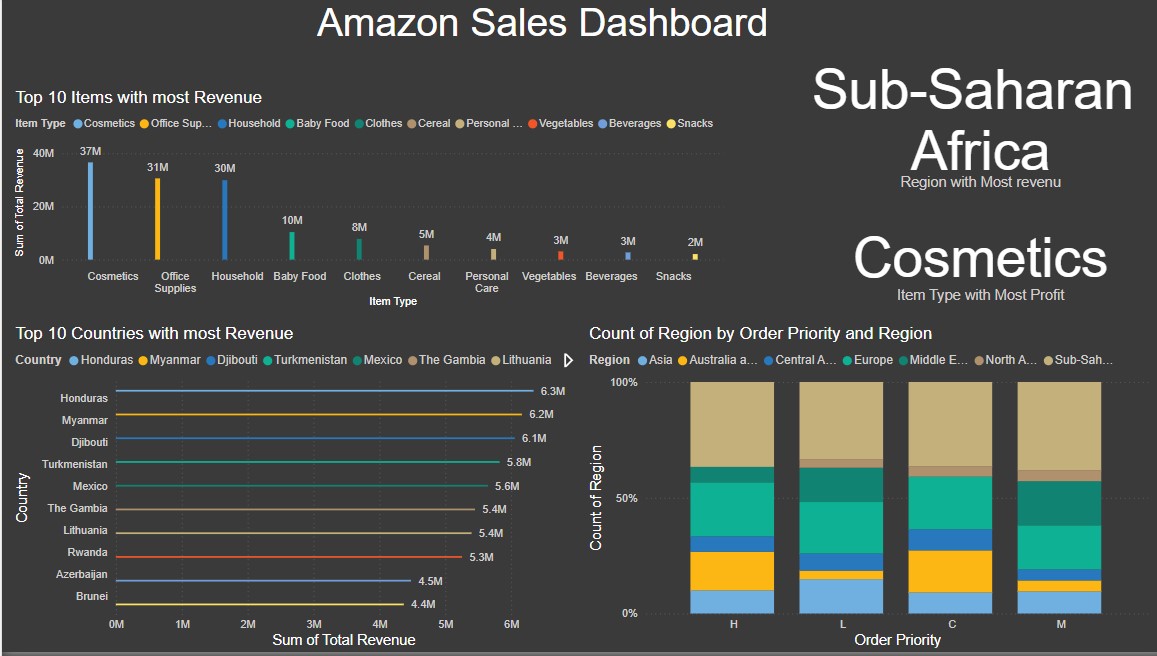 Amazon Sales Dashboard
Sub-Saharan
Africa
Region with Most revenu
Cosmetics
Item Type with Most Profit
Top 10 Items with most Revenue
Item Type Cosmetics Office Sup... Household Baby Food Clothes Cereal Personal ... Vegetables Beverages Snacks
Sum of Total Revenue
40M
20M
0M
37M
31M
30M
10M
8M
5M
4M
3M
3M
2M
Cosmetics
Office
Supplies
Household
Baby Food
Clothes
Cereal
Personal
Care
Vegetables
Beverages
Snacks
Item Type
Top 10 Countries with most Revenue
Country Honduras Myanmar Djibouti Turkmenistan Mexico The Gambia Lithuania
Country
Honduras 6.3M
Myanmar 6.2M
Djibouti 6.1M
Turkmenistan 5.8M
Mexico 5.6M
The Gambia 5.4M
Lithuania 5.4M
Rwanda 5.3M
Azerbaijan 4.5M
Brunei 4.4M
0M 1M 2M 3M 4M 5M 6M
Sum of Total Revenue
Count of Region by Order Priority and Region
Region Asia Australia a... Central A... Europe Middle E... North A... Sub-Sah...
Count of Region
100%
50%
0%
H L C M
Order Priority